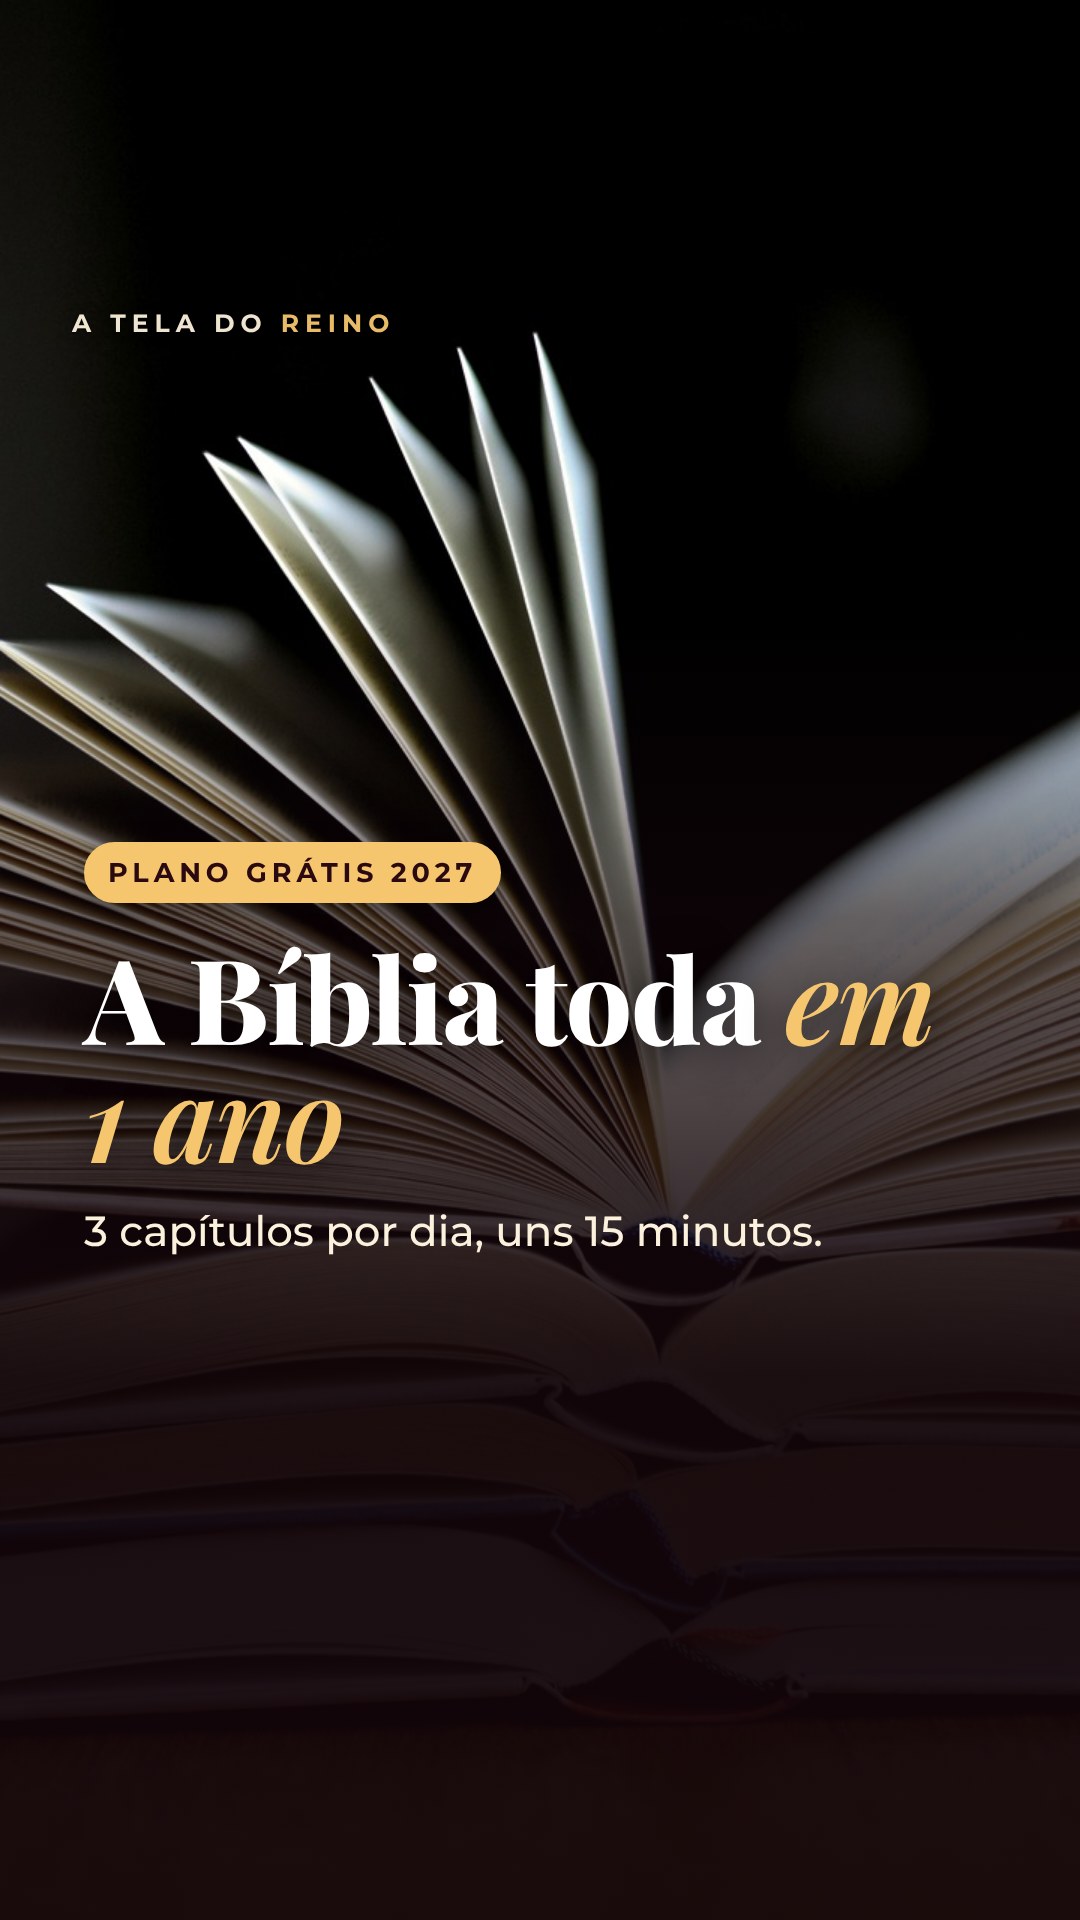 A TELA DO REINO
PLANO GRÁTIS 2027
A Bíblia toda em
1 ano
3 capítulos por dia, uns 15 minutos.